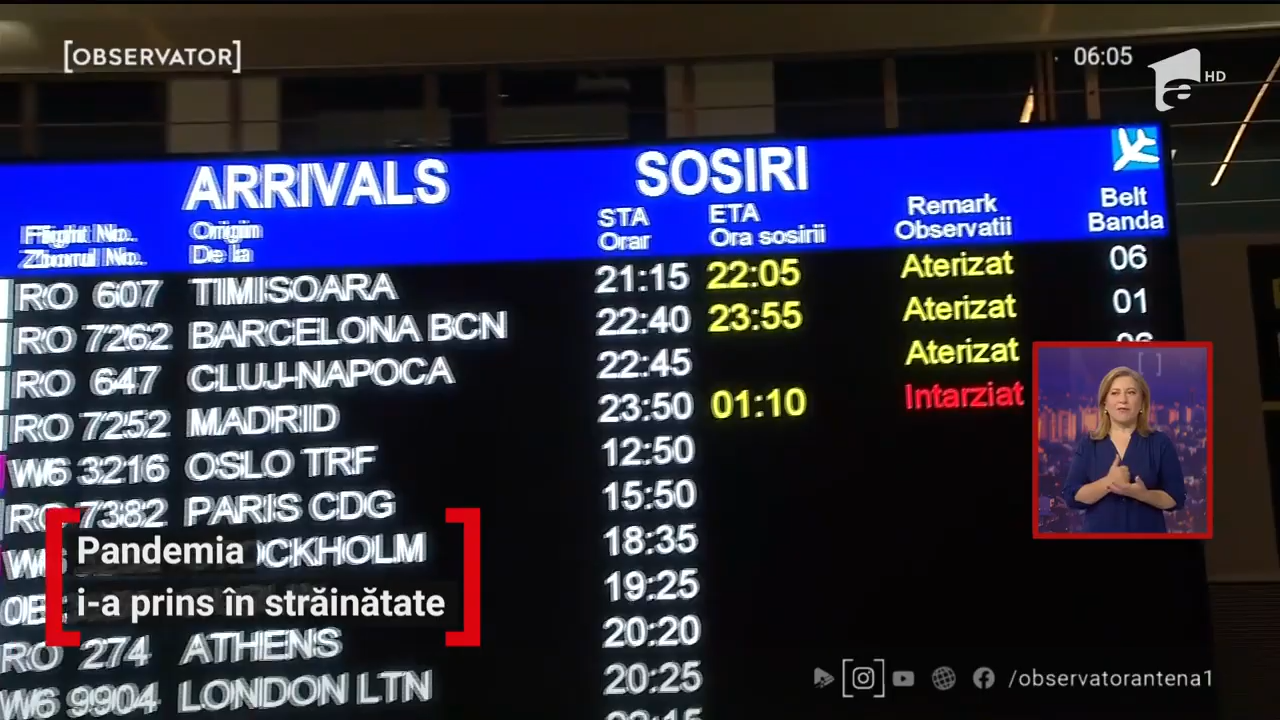 [OBSERVATOR]
06:05
HD
ARRIVALS SOSIRI
Flight No. Origin STA ETA Remark Belt
Zborul No. De la Orar Ora sosirii Observatii Banda
RO 607 TIMISOARA 21:15 22:05 Aterizat 06
RO 7262 BARCELONA BCN 22:40 23:55 Aterizat 01
RO 647 CLUJ-NAPOCA 22:45 Aterizat
RO 7252 MADRID 23:50 01:10 Intarziat
W6 3216 OSLO TRF 12:50
RO 7382 PARIS CDG 15:50
W6 OCKHOLM 18:35
19:25
RO 274 ATHENS 20:20
W6 9904 LONDON LTN 20:25
Pandemia
i-a prins în străinătate
/observatorantena1